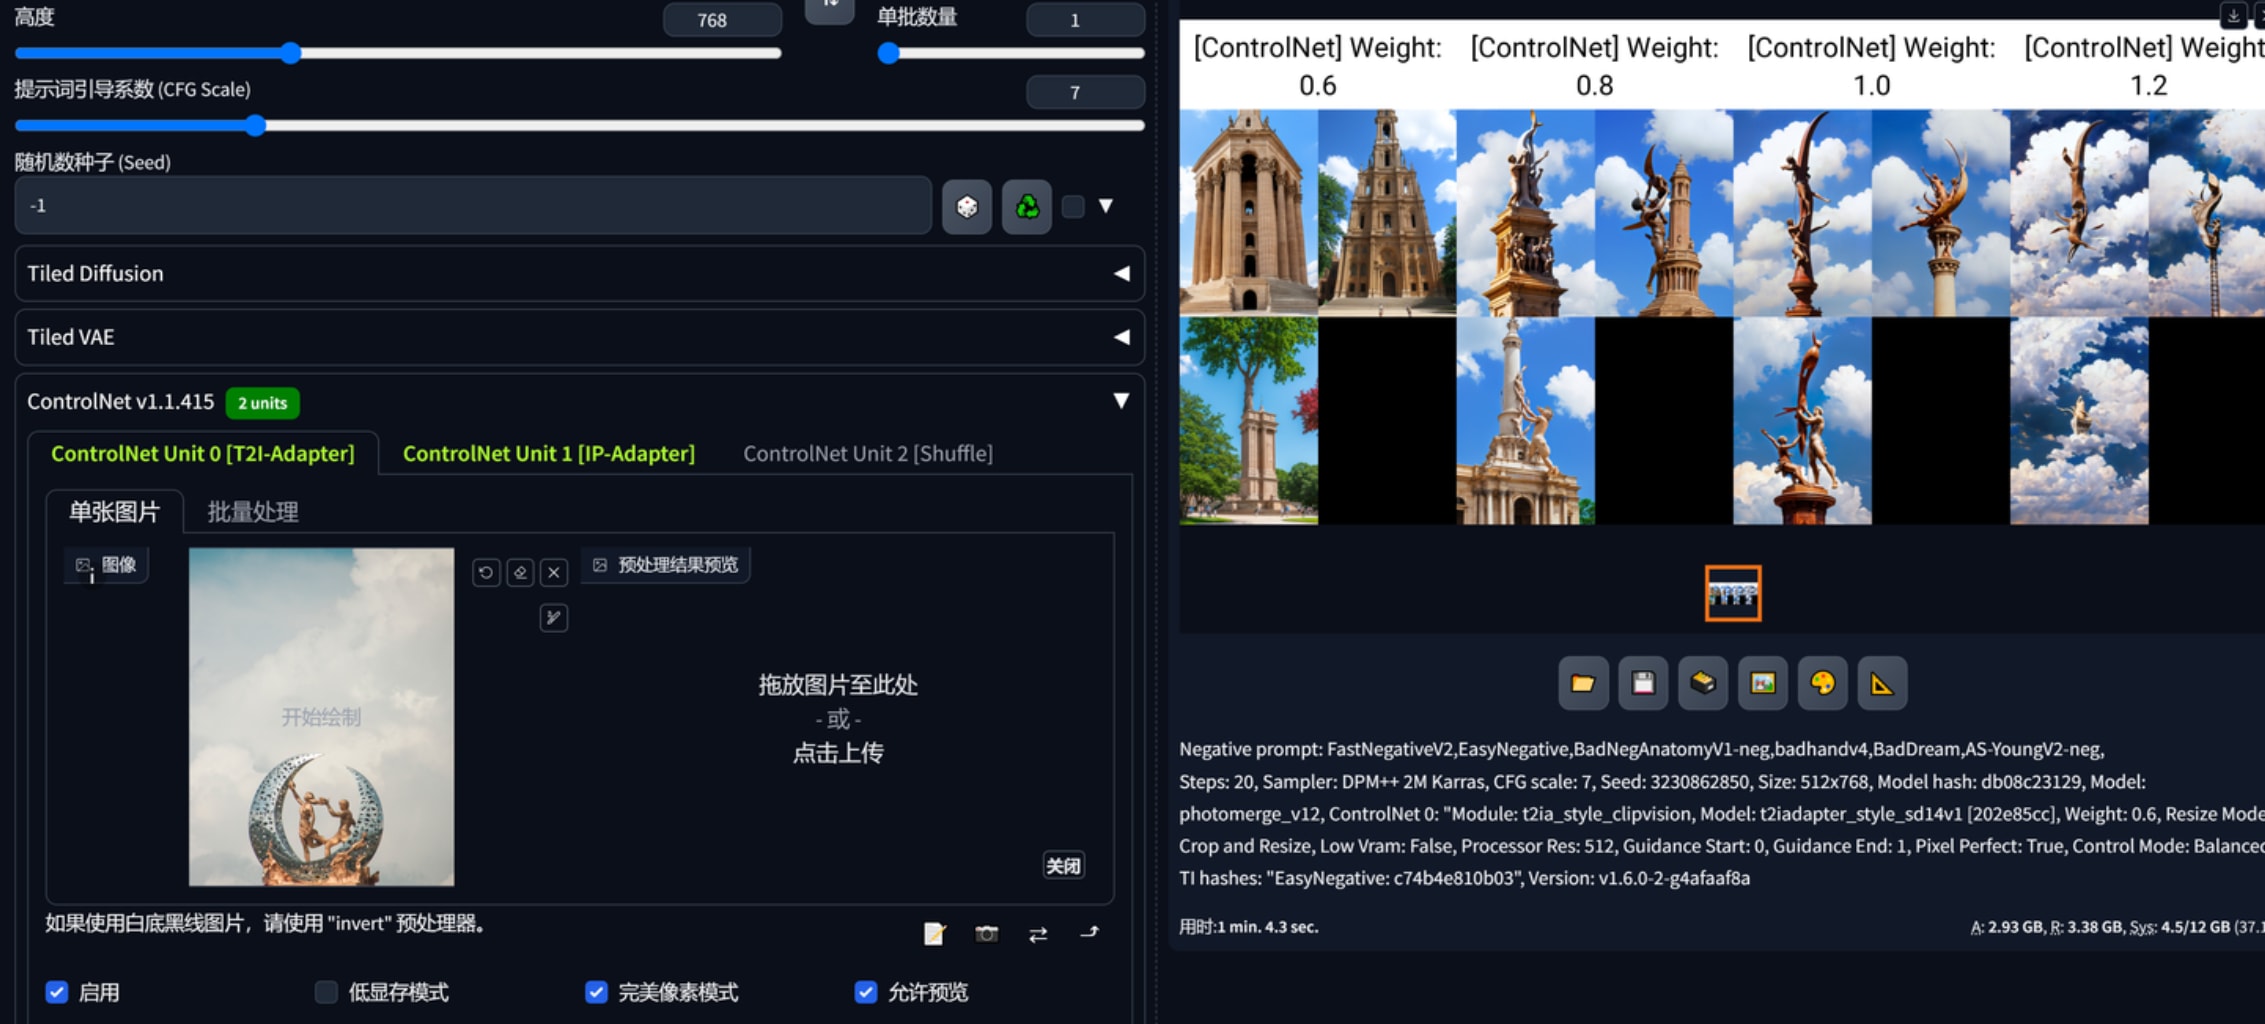 高度
768
单批数量
1
提示词引导系数 (CFG Scale)
7
随机数种子 (Seed)
-1
Tiled Diffusion
Tiled VAE
ControlNet v1.1.415
2 units
ControlNet Unit 0 [T2I-Adapter]
ControlNet Unit 1 [IP-Adapter]
ControlNet Unit 2 [Shuffle]
单张图片
批量处理
图像
开始绘制
预处理结果预览
拖放图片至此处
- 或 -
点击上传
关闭
如果使用白底黑线图片，请使用 "invert" 预处理器。
启用
低显存模式
完美像素模式
允许预览
[ControlNet] Weight:
0.6
[ControlNet] Weight:
0.8
[ControlNet] Weight:
1.0
[ControlNet] Weight
1.2
Negative prompt: FastNegativeV2,EasyNegative,BadNegAnatomyV1-neg,badhandv4,BadDream,AS-YoungV2-neg,
Steps: 20, Sampler: DPM++ 2M Karras, CFG scale: 7, Seed: 3230862850, Size: 512x768, Model hash: db08c23129, Model:
photomerge_v12, ControlNet 0: "Module: t2ia_style_clipvision, Model: t2iadapter_style_sd14v1 [202e85cc], Weight: 0.6, Resize Mode
Crop and Resize, Low Vram: False, Processor Res: 512, Guidance Start: 0, Guidance End: 1, Pixel Perfect: True, Control Mode: Balanced
TI hashes: "EasyNegative: c74b4e810b03", Version: v1.6.0-2-g4afaaf8a
用时:1 min. 4.3 sec.
A: 2.93 GB, R: 3.38 GB, Sys: 4.5/12 GB (37.1